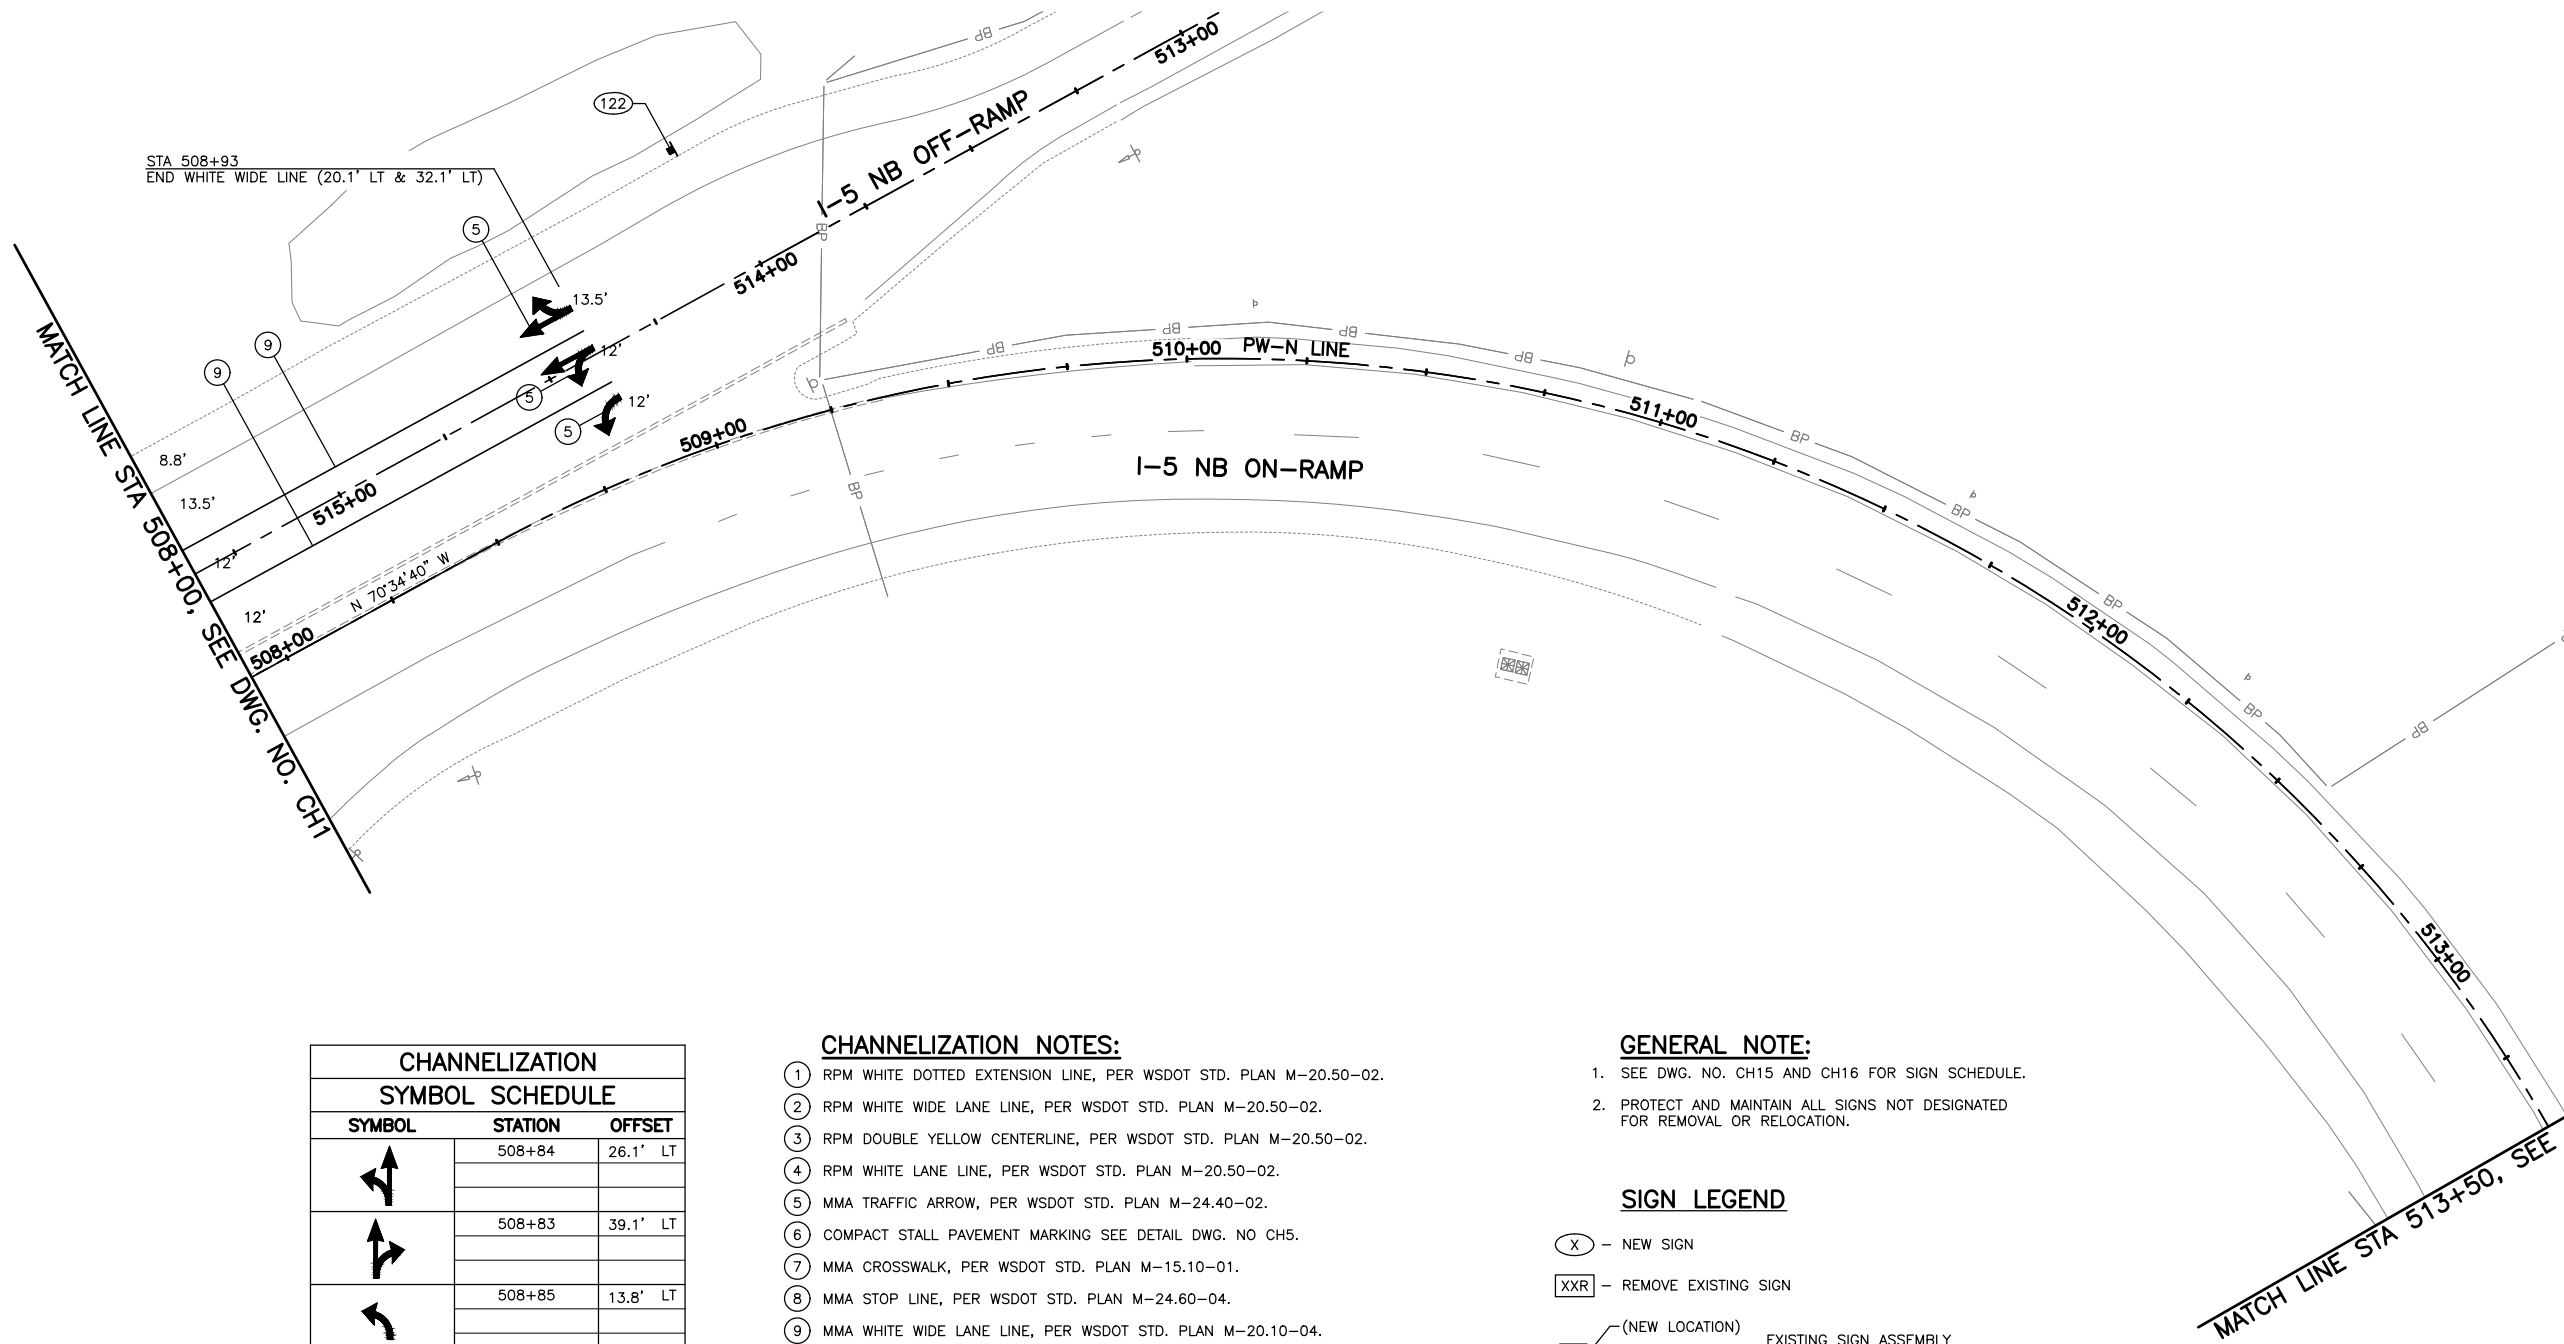 BP
513+00
122
I-5 NB OFF-RAMP
STA 508+93
END WHITE WIDE LINE (20.1' LT & 32.1' LT)
5
BP
514+00
13.5'
MATCH LINE STA 508+00, SEE DWG. NO. CH1
9
9
12'
5
12'
5
BP
BP
BP
BP
510+00 PW-N LINE
509+00
511+00
8.8'
13.5'
515+00
12'
12'
N 70°34'40" W
508+00
I-5 NB ON-RAMP
BP
BP
BP
BP
512+00
BP
BP
513+00
MATCH LINE STA 513+50, SEE
CHANNELIZATION
SYMBOL SCHEDULE
SYMBOL STATION OFFSET
508+84 26.1' LT
508+83 39.1' LT
508+85 13.8' LT
CHANNELIZATION NOTES:
1 RPM WHITE DOTTED EXTENSION LINE, PER WSDOT STD. PLAN M-20.50-02.
2 RPM WHITE WIDE LANE LINE, PER WSDOT STD. PLAN M-20.50-02.
3 RPM DOUBLE YELLOW CENTERLINE, PER WSDOT STD. PLAN M-20.50-02.
4 RPM WHITE LANE LINE, PER WSDOT STD. PLAN M-20.50-02.
5 MMA TRAFFIC ARROW, PER WSDOT STD. PLAN M-24.40-02.
6 COMPACT STALL PAVEMENT MARKING SEE DETAIL DWG. NO CH5.
7 MMA CROSSWALK, PER WSDOT STD. PLAN M-15.10-01.
8 MMA STOP LINE, PER WSDOT STD. PLAN M-24.60-04.
9 MMA WHITE WIDE LANE LINE, PER WSDOT STD. PLAN M-20.10-04.
GENERAL NOTE:
1. SEE DWG. NO. CH15 AND CH16 FOR SIGN SCHEDULE.
2. PROTECT AND MAINTAIN ALL SIGNS NOT DESIGNATED
FOR REMOVAL OR RELOCATION.
SIGN LEGEND
X - NEW SIGN
XXR - REMOVE EXISTING SIGN
(NEW LOCATION)
EXISTING SIGN ASSEMBLY